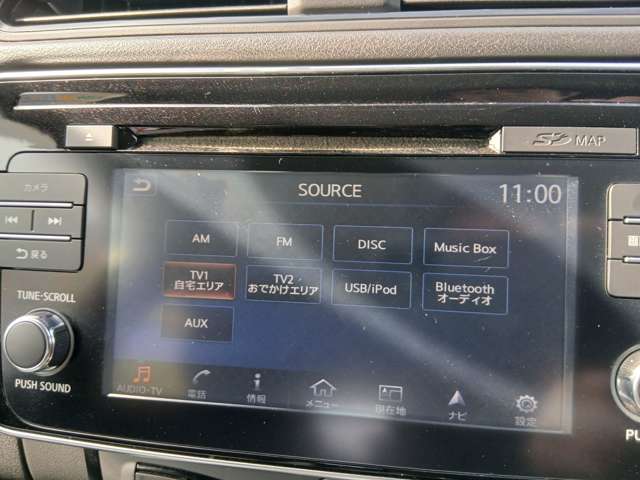 SD MAP
カメラ
戻る
TUNE·SCROLL
PUSH SOUND
SOURCE
11:00
AM
FM
DISC
Music Box
TV1
自宅エリア
TV2
おでかけエリア
USB/iPod
Bluetooth
オーディオ
AUX
AUDIO·TV
電話
情報
メニュー
現在地
ナビ
設定
PU